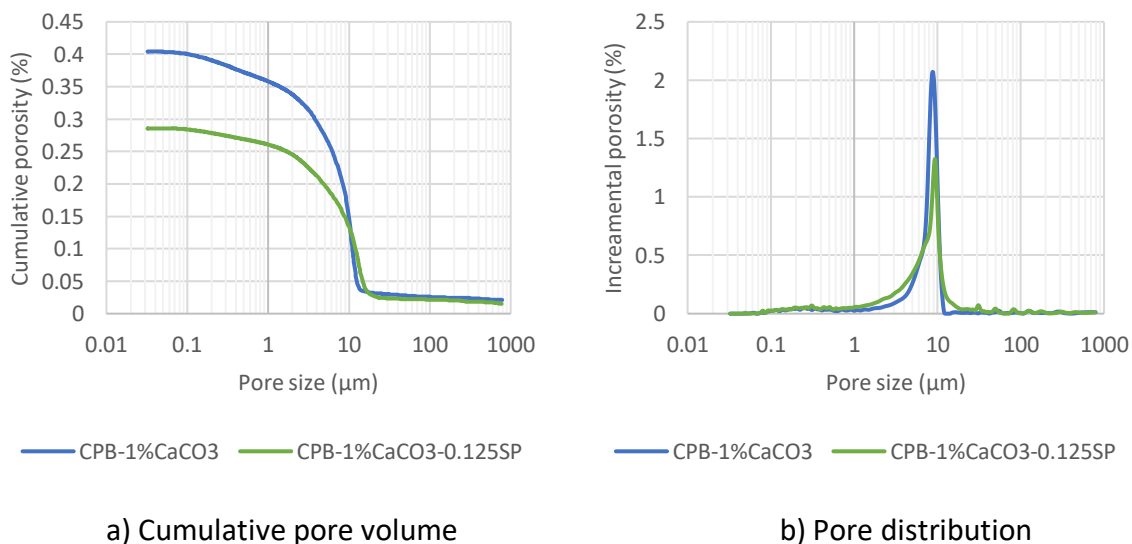 0.45
0.4
0.35
0.3
0.25
0.2
0.15
0.1
0.05
0
Cumulative porosity (%)
0.01 0.1 1 10 100 1000
Pore size (µm)
CPB-1%CaCO3 CPB-1%CaCO3-0.125SP
a) Cumulative pore volume
2.5
2
1.5
1
0.5
0
Increamental porosity (%)
0.01 0.1 1 10 100 1000
Pore size (µm)
CPB-1%CaCO3 CPB-1%CaCO3-0.125SP
b) Pore distribution